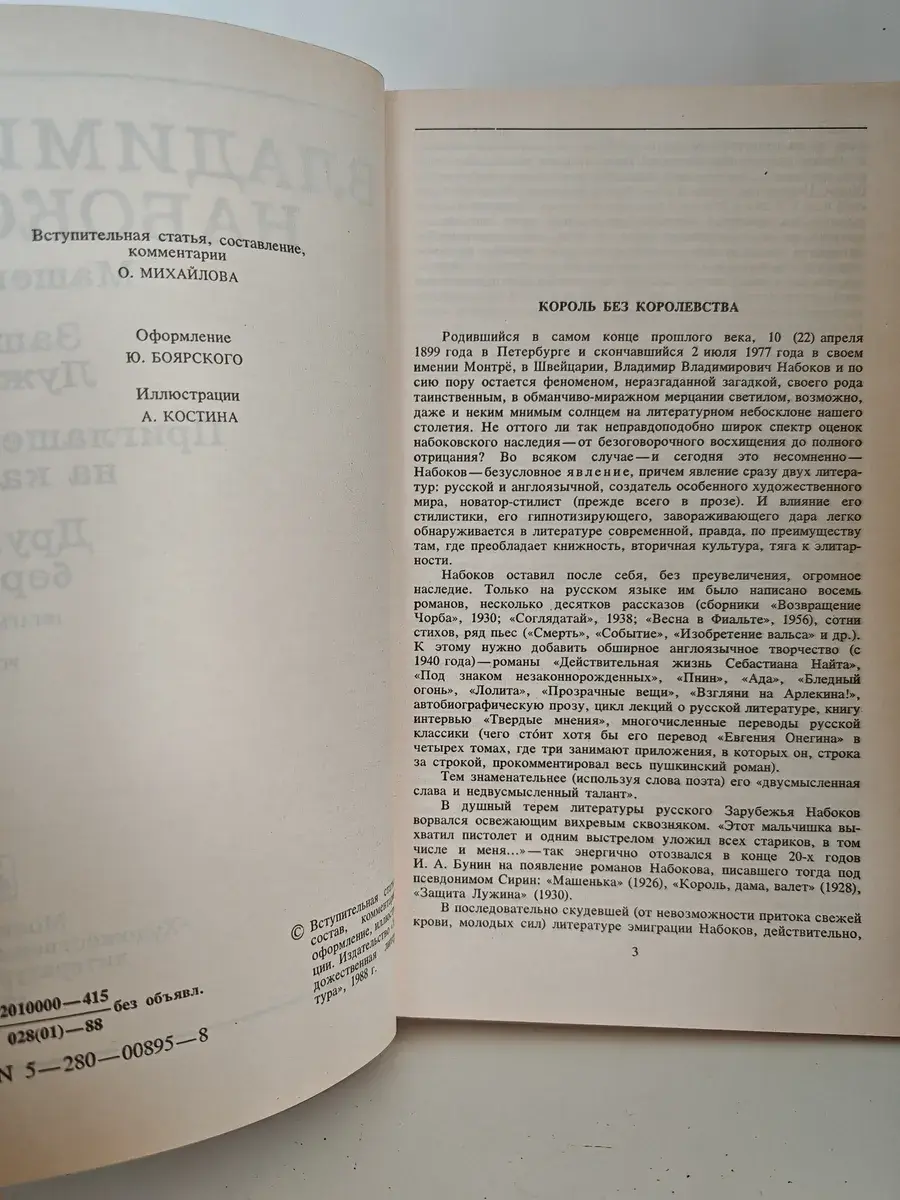 Вступительная статья, составление,
комментарии
О. МИХАЙЛОВА
Оформление
Ю. БОЯРСКОГО
Иллюстрации
А. КОСТИНА
© Вступительная
состав,
оформление,
ции. Издательство
дожественная
тура», 1988 г.
2010000—415
без объявл.
028(01)—88
N 5—280—00895—8
КОРОЛЬ БЕЗ КОРОЛЕВСТВА
Родившийся в самом конце прошлого века, 10 (22) апреля
1899 года в Петербурге и скончавшийся 2 июля 1977 года в своем
имении Монтрё, в Швейцарии, Владимир Владимирович Набоков и по
сию пору остается феноменом, неразгаданной загадкой, своего рода
таинственным, в обманчиво-миражном мерцании светилом, возможно,
даже и неким мнимым солнцем на литературном небосклоне нашего
столетия. Не оттого ли так неправдоподобно широк спектр оценок
набоковского наследия—от безоговорочного восхищения до полного
отрицания? Во всяком случае—и сегодня это несомненно—
Набоков—безусловное явление, причем явление сразу двух литера-
тур: русской и англоязычной, создатель особенного художественного
мира, новатор-стилист (прежде всего в прозе). И влияние его
стилистики, его гипнотизирующего, завораживающего дара легко
обнаруживается в литературе современной, правда, по преимуществу
там, где преобладает книжность, вторичная культура, тяга к элитар-
ности.
Набоков оставил после себя, без преувеличения, огромное
наследие. Только на русском языке им было написано восемь
романов, несколько десятков рассказов (сборники «Возвращение
Чорба», 1930; «Соглядатай», 1938; «Весна в Фиальте», 1956), сотни
стихов, ряд пьес («Смерть», «Событие», «Изобретение вальса» и др.).
К этому нужно добавить обширное англоязычное творчество (с
1940 года)—романы «Действительная жизнь Себастиана Найта»,
«Под знаком незаконнорожденных», «Пнин», «Ада», «Бледный
огонь», «Лолита», «Прозрачные вещи», «Взгляни на Арлекина!»,
автобиографическую прозу, цикл лекций о русской литературе, книгу
интервью «Твердые мнения», многочисленные переводы русской
классики (чего сто́ит хотя бы его перевод «Евгения Онегина» в
четырех томах, где три занимают приложения, в которых он, строка
за строкой, прокомментировал весь пушкинский роман).
Тем знаменательнее (используя слова поэта) его «двусмысленная
слава и недвусмысленный талант».
В душный терем литературы русского Зарубежья Набоков
ворвался освежающим вихревым сквозняком. «Этот мальчишка вы-
хватил пистолет и одним выстрелом уложил всех стариков, в том
числе и меня...»—так энергично отозвался в конце 20-х годов
И. А. Бунин на появление романов Набокова, писавшего тогда под
псевдонимом Сирин: «Машенька» (1926), «Король, дама, валет» (1928),
«Защита Лужина» (1930).
В последовательно скудевшей (от невозможности притока свежей
крови, молодых сил) литературе эмиграции Набоков, действительно,
3